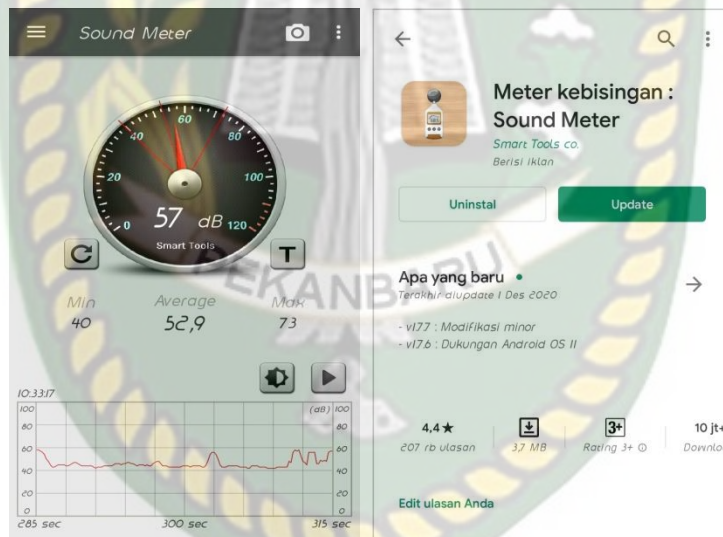 Sound Meter
40
60
80
20
100
0
57 dB
120
Smart Tools
Min
Average
Max
40
52,9
73
10:33:17
100
(dB)
100
80
80
60
60
40
40
20
20
0
0
285 sec
300 sec
315 sec
Meter kebisingan :
Sound Meter
Smart Tools co.
Berisi iklan
Uninstal
Update
Apa yang baru
Terakhir diupdate 1 Des 2020
- v1.7.7 : Modifikasi minor
- v1.7.6 : Dukungan Android OS 11
4,4★
3+
10 jt+
207 rb ulasan
3,7 MB
Rating 3+
Downlo
Edit ulasan Anda
PEKANBARU